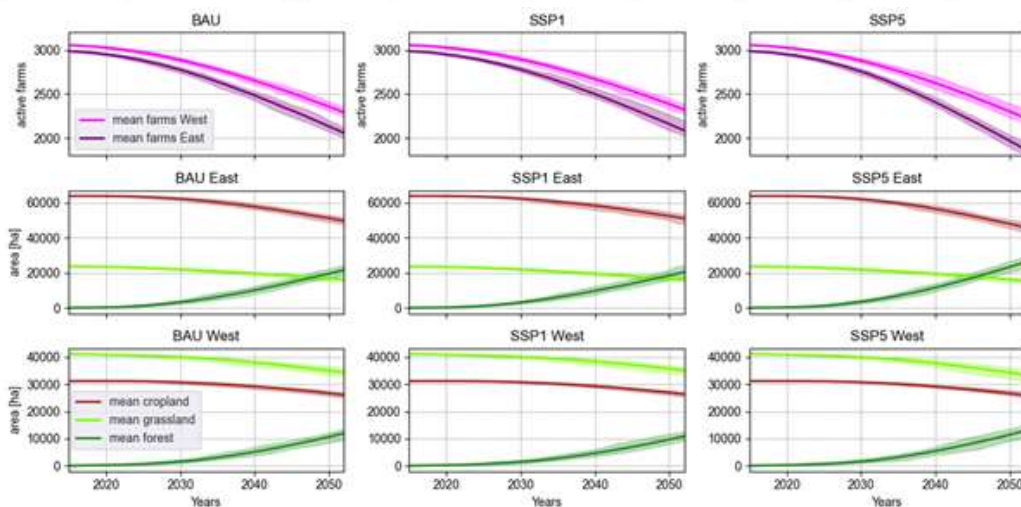 BAU
SSP1
SSP5
active farms
3000
2500
2000
mean farms West
mean farms East
active farms
3000
2500
2000
active farms
3000
2500
2000
BAU East
SSP1 East
SSP5 East
area [ha]
60000
40000
20000
0
60000
40000
20000
0
60000
40000
20000
0
BAU West
SSP1 West
SSP5 West
area [ha]
40000
30000
20000
10000
0
mean cropland
mean grassland
mean forest
40000
30000
20000
10000
0
40000
30000
20000
10000
0
2020 2030 2040 2050
2020 2030 2040 2050
2020 2030 2040 2050
Years
Years
Years